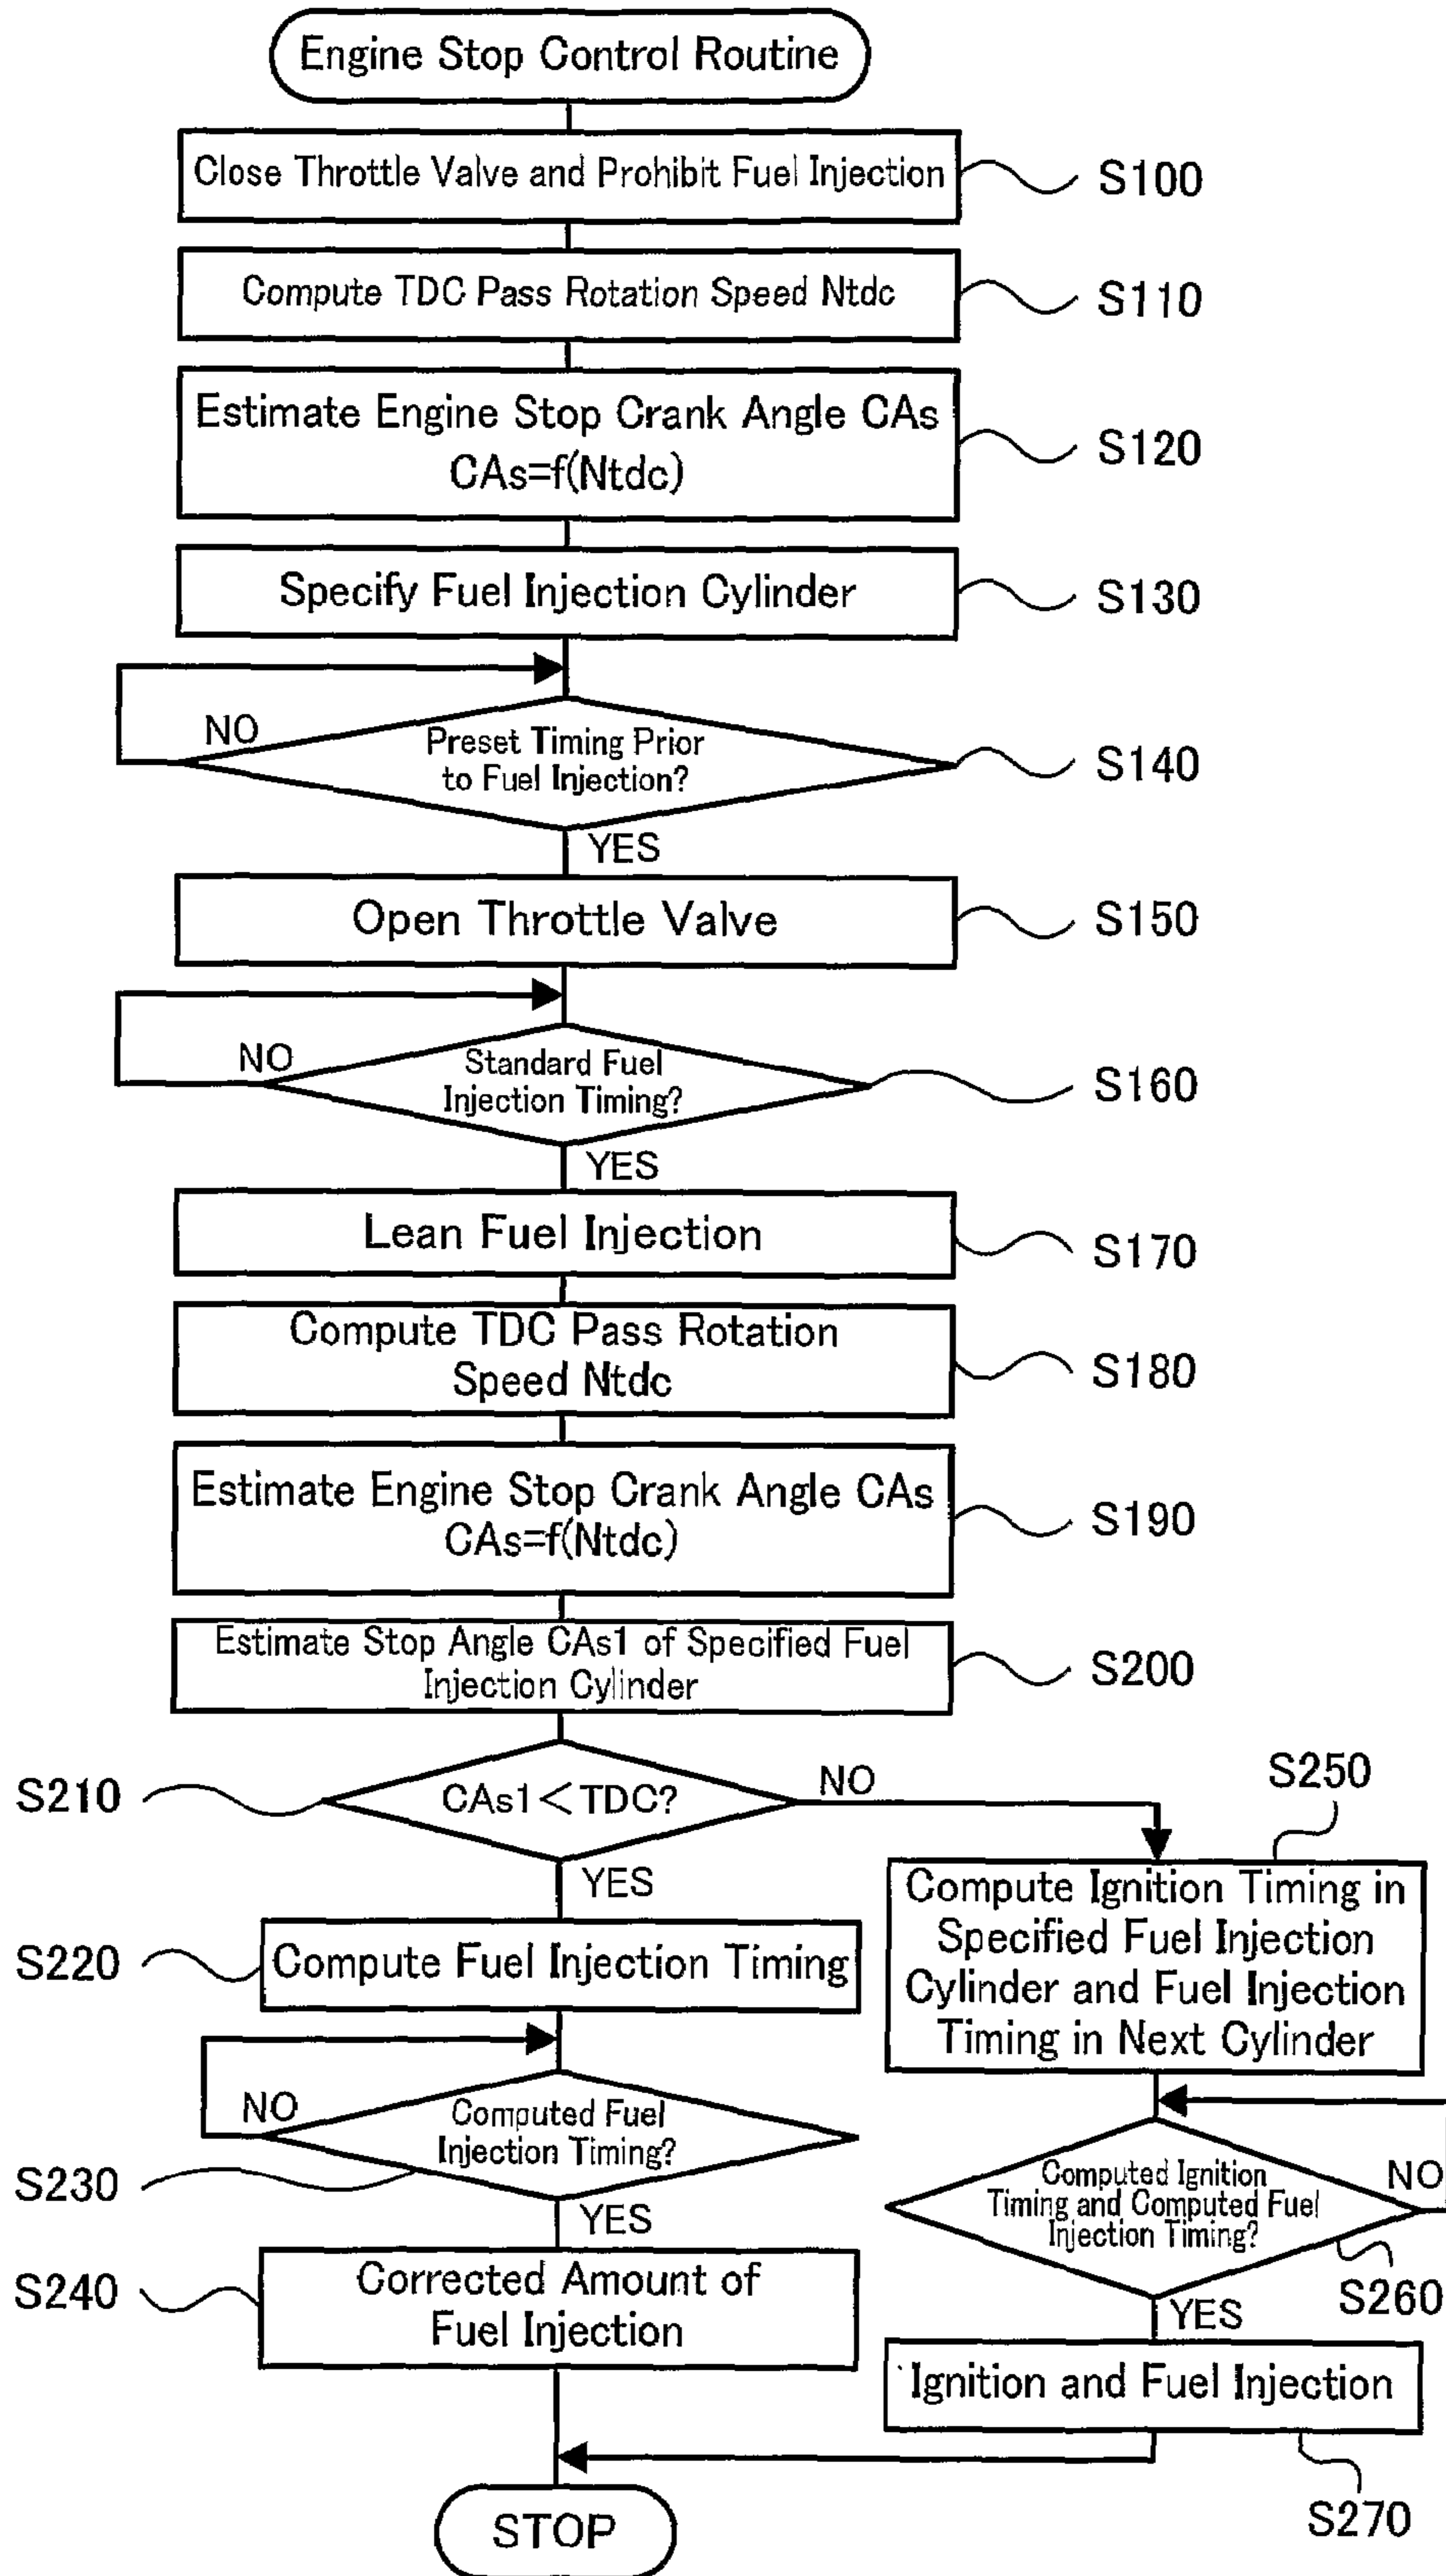 Engine Stop Control Routine
Close Throttle Valve and Prohibit Fuel Injection
S100
Compute TDC Pass Rotation Speed Ntdc
S110
Estimate Engine Stop Crank Angle CAs
CAs=f(Ntdc)
S120
Specify Fuel Injection Cylinder
S130
NO
Preset Timing Prior
to Fuel Injection?
S140
YES
Open Throttle Valve
S150
NO
Standard Fuel
Injection Timing?
S160
YES
Lean Fuel Injection
S170
Compute TDC Pass Rotation
Speed Ntdc
S180
Estimate Engine Stop Crank Angle CAs
CAs=f(Ntdc)
S190
Estimate Stop Angle CAs1 of Specified Fuel
Injection Cylinder
S200
S210
CAs1<TDC?
NO
YES
S220
Compute Fuel Injection Timing
NO
Computed Fuel
Injection Timing?
S230
YES
S240
Corrected Amount of
Fuel Injection
S250
Compute Ignition Timing in
Specified Fuel Injection
Cylinder and Fuel Injection
Timing in Next Cylinder
Computed Ignition
Timing and Computed Fuel
Injection Timing?
NO
S260
YES
Ignition and Fuel Injection
S270
STOP